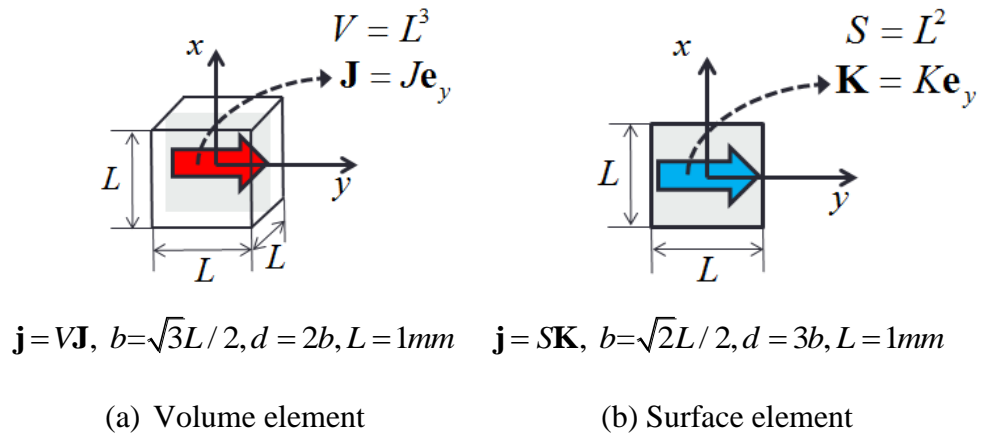 V = L³
J = Je_y
x
y
L
L
L
S = L²
K = Ke_y
x
y
L
L
j = VJ, b=√3L/2, d = 2b, L = 1mm
j = SK, b=√2L/2, d = 3b, L = 1mm
(a) Volume element
(b) Surface element